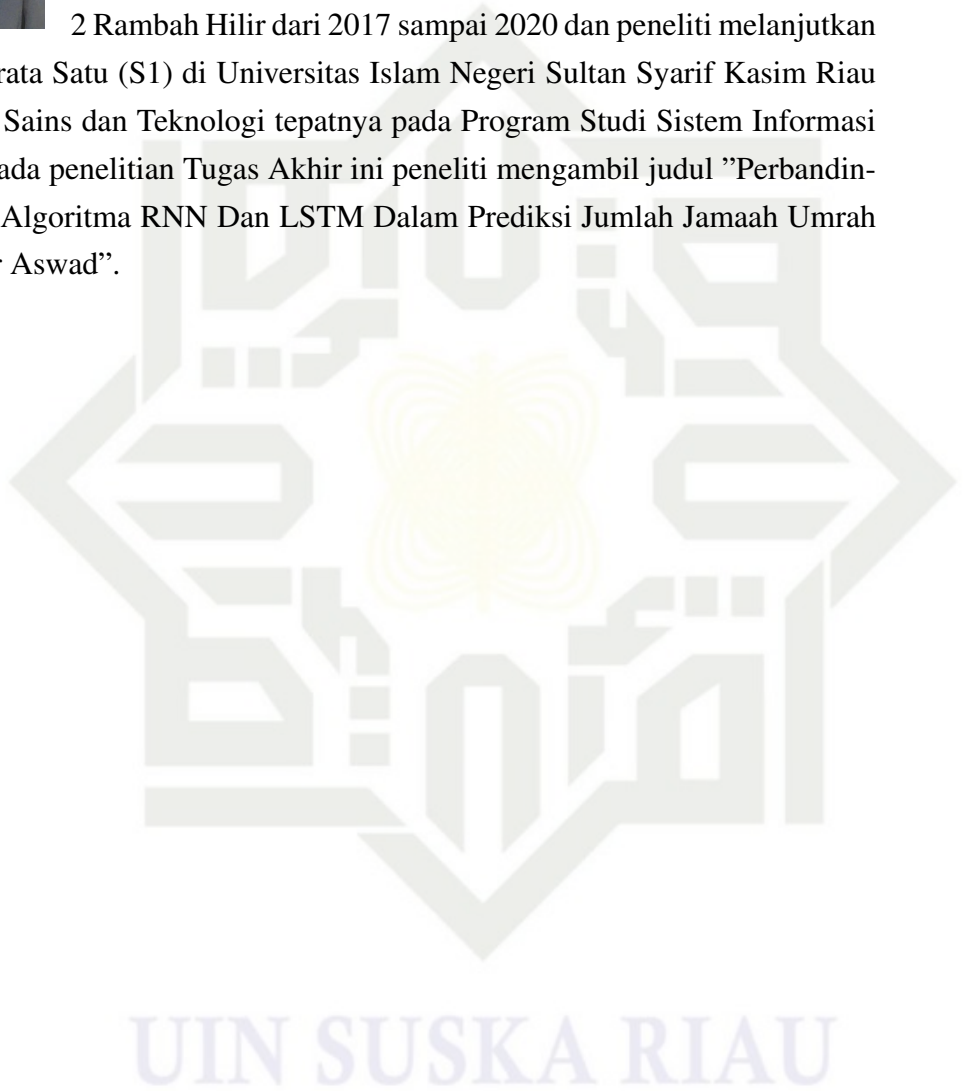 2 Rambah Hilir dari 2017 sampai 2020 dan peneliti melanjutkan
rata Satu (S1) di Universitas Islam Negeri Sultan Syarif Kasim Riau
Sains dan Teknologi tepatnya pada Program Studi Sistem Informasi
ada penelitian Tugas Akhir ini peneliti mengambil judul ”Perbandin-
Algoritma RNN Dan LSTM Dalam Prediksi Jumlah Jamaah Umrah
r Aswad”.
UIN SUSKA RIAU